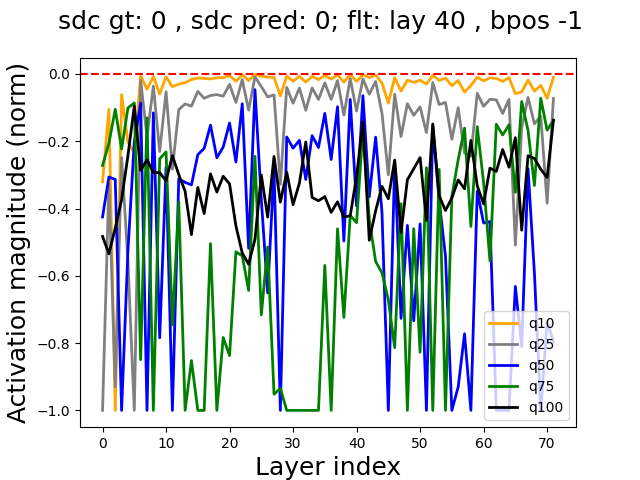 sdc gt: 0 , sdc pred: 0; flt: lay 40 , bpos -1
Activation magnitude (norm)
0.0
−0.2
−0.4
−0.6
−0.8
−1.0
q10
q25
q50
q75
q100
0 10 20 30 40 50 60 70
Layer index